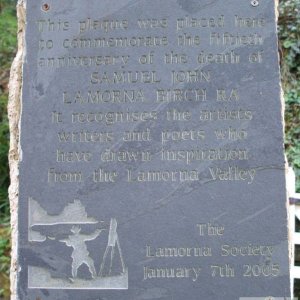 This plaque was placed here
to commemorate the fiftieth
anniversary of the death of
SAMUEL JOHN
LAMORNA BIRCH RA
It recognises the artists
writers and poets who
have drawn inspiration
from the Lamorna Valley
The
Lamorna Society
January 7th 2005